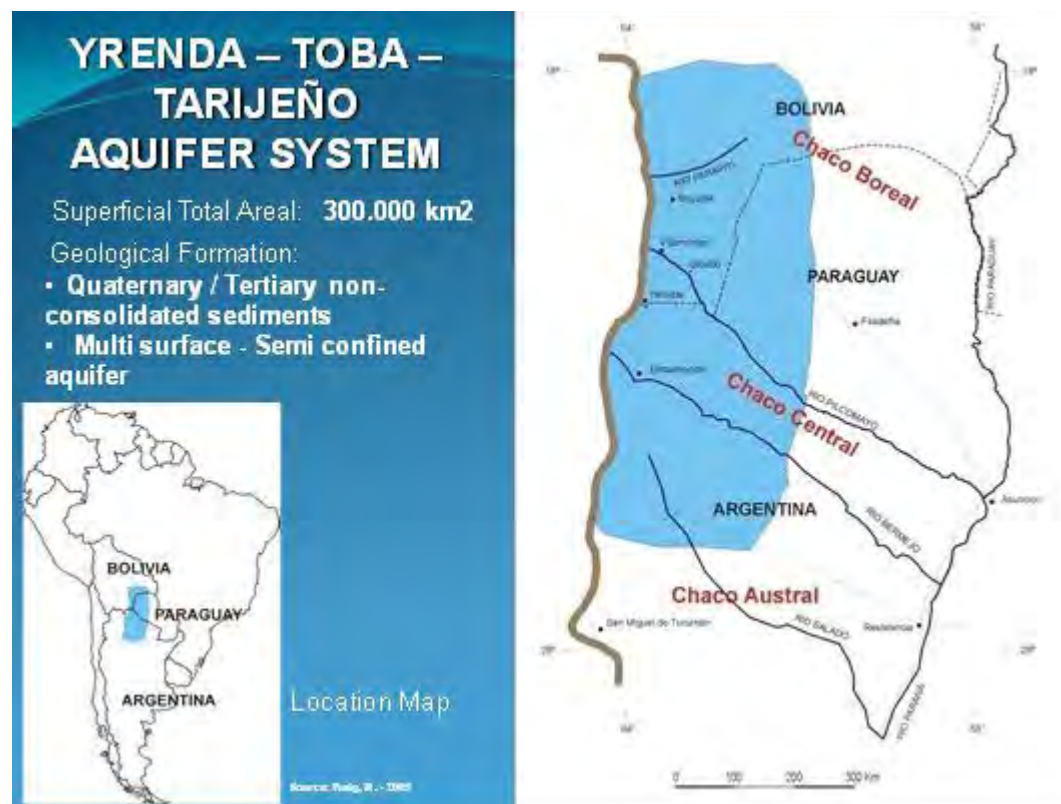 YRENDA – TOBA –
TARIJEÑO
AQUIFER SYSTEM
Superficial Total Areal: 300.000 km2
Geological Formation:
• Quaternary / Tertiary non-
consolidated sediments
• Multi surface - Semi confined
aquifer
BOLIVIA
PARAGUAY
ARGENTINA
Location Map
BOLIVIA
Chaco Boreal
RIO PARAPITI
PARAGUAY
RIO PARAGUAY
Filadelfia
Chaco Central
RIO PILCOMAYO
ARGENTINA
RIO BERMEJO
Asuncion
Chaco Austral
San Miguel de Tucumán
RIO SALADO
Resistencia
RIO PARANA
0 100 200 300 Km